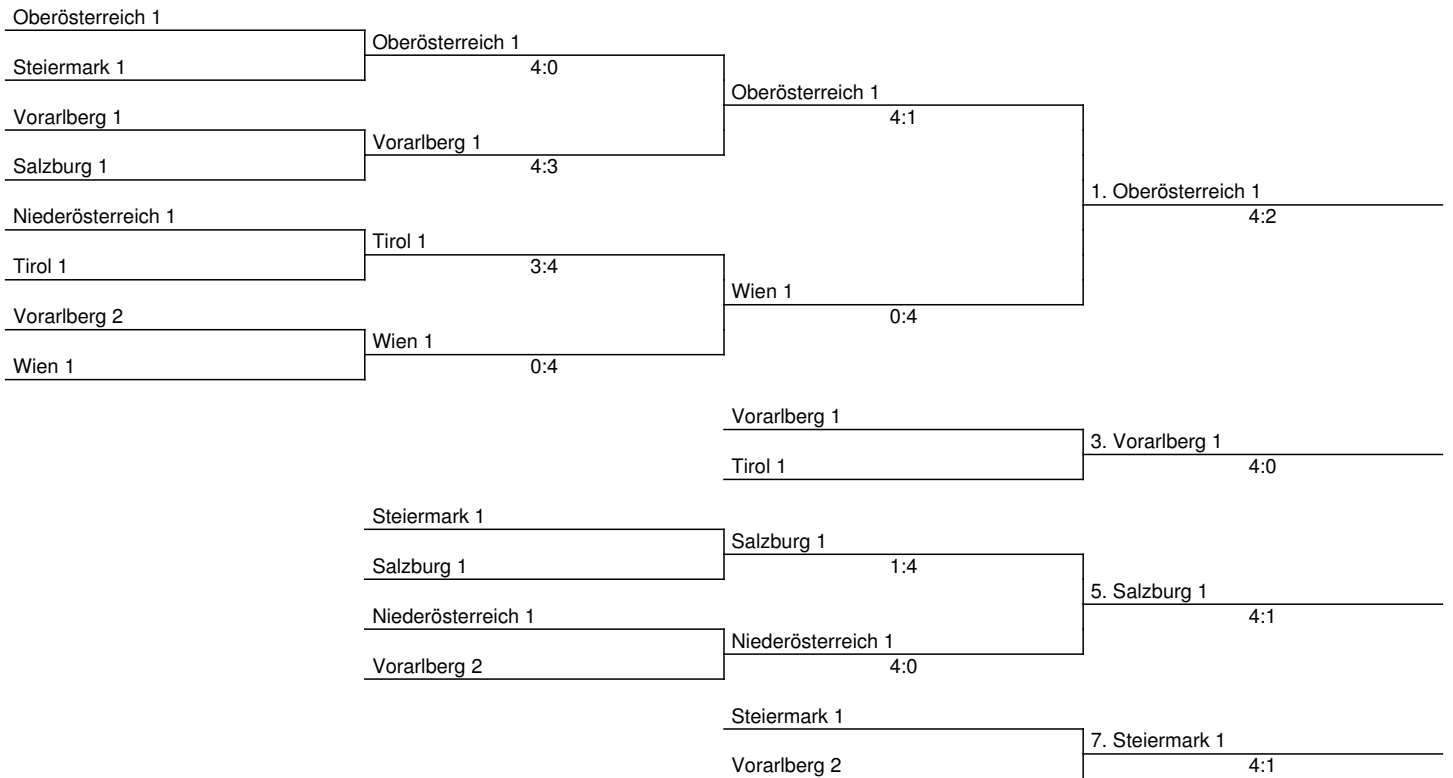 Oberösterreich 1
Oberösterreich 1
Steiermark 1
4:0
Oberösterreich 1
Vorarlberg 1
4:1
Vorarlberg 1
Salzburg 1
4:3
1. Oberösterreich 1
Niederösterreich 1
4:2
Tirol 1
Tirol 1
3:4
Wien 1
Vorarlberg 2
0:4
Wien 1
Wien 1
0:4
Vorarlberg 1
3. Vorarlberg 1
Tirol 1
4:0
Steiermark 1
Salzburg 1
Salzburg 1
1:4
5. Salzburg 1
Niederösterreich 1
4:1
Niederösterreich 1
Vorarlberg 2
4:0
Steiermark 1
7. Steiermark 1
Vorarlberg 2
4:1